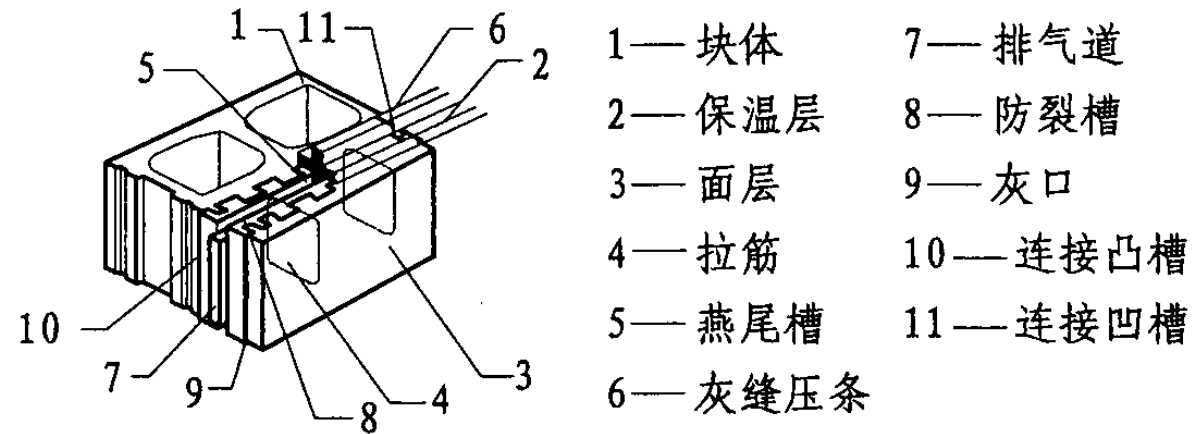 1 11 6
5 2
10
7 9 8 4 3
1—块体
2—保温层
3—面层
4—拉筋
5—燕尾槽
6—灰缝压条
7—排气道
8—防裂槽
9—灰口
10—连接凸槽
11—连接凹槽